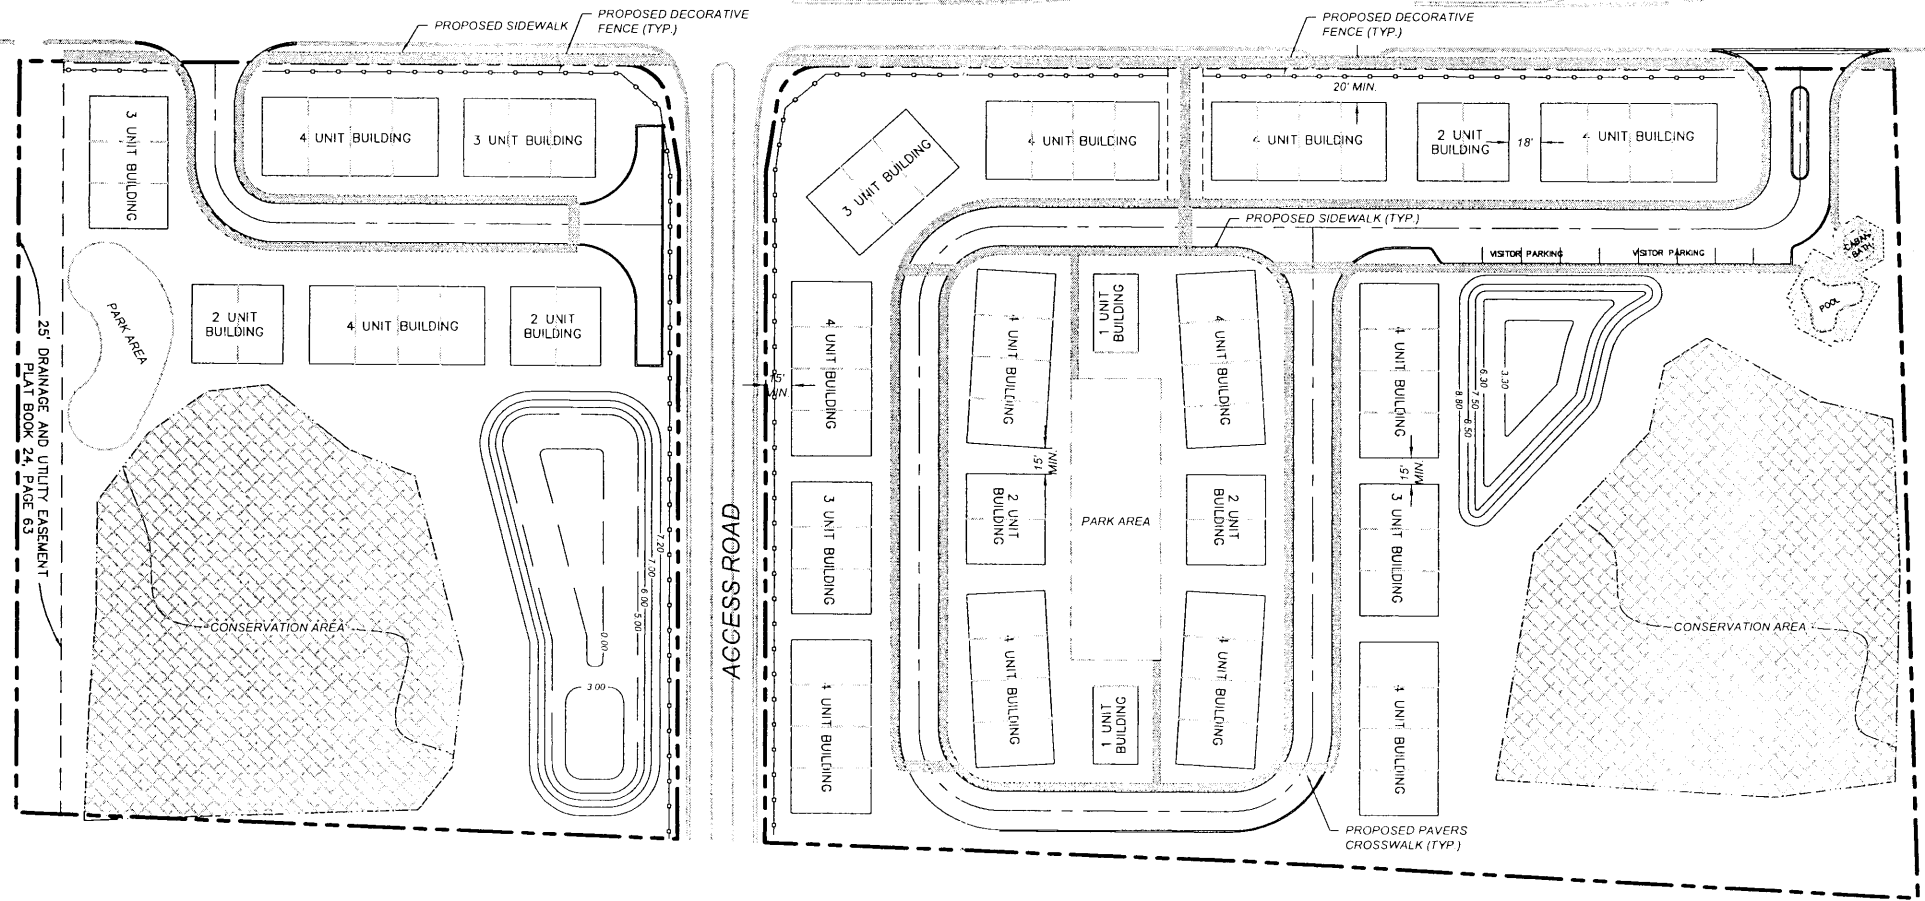 PROPOSED SIDEWALK
PROPOSED DECORATIVE
FENCE (TYP.)
PROPOSED DECORATIVE
FENCE (TYP.)
20' MIN.
3 UNIT BUILDING
4 UNIT BUILDING
3 UNIT BUILDING
3 UNIT BUILDING
4 UNIT BUILDING
4 UNIT BUILDING
2 UNIT
BUILDING
18'
4 UNIT BUILDING
PROPOSED SIDEWALK (TYP.)
VISITOR PARKING
VISITOR PARKING
CABANA
BATH
POOL
PARK AREA
2 UNIT
BUILDING
4 UNIT BUILDING
2 UNIT
BUILDING
25' DRAINAGE AND UTILITY EASEMENT
PLAT BOOK 24, PAGE 63
15'
MIN.
4 UNIT BUILDING
4 UNIT BUILDING
1 UNIT
BUILDING
4 UNIT BUILDING
4 UNIT BUILDING
3.30
6.30
7.50
6.50
8.80
15'
MIN.
15'
MIN.
3 UNIT BUILDING
2 UNIT
BUILDING
PARK AREA
2 UNIT
BUILDING
3 UNIT BUILDING
ACCESS ROAD
7.20
7.00
6.00
5.00
0.00
3.00
CONSERVATION AREA
CONSERVATION AREA
4 UNIT BUILDING
4 UNIT BUILDING
1 UNIT
BUILDING
4 UNIT BUILDING
4 UNIT BUILDING
PROPOSED PAVERS
CROSSWALK (TYP.)